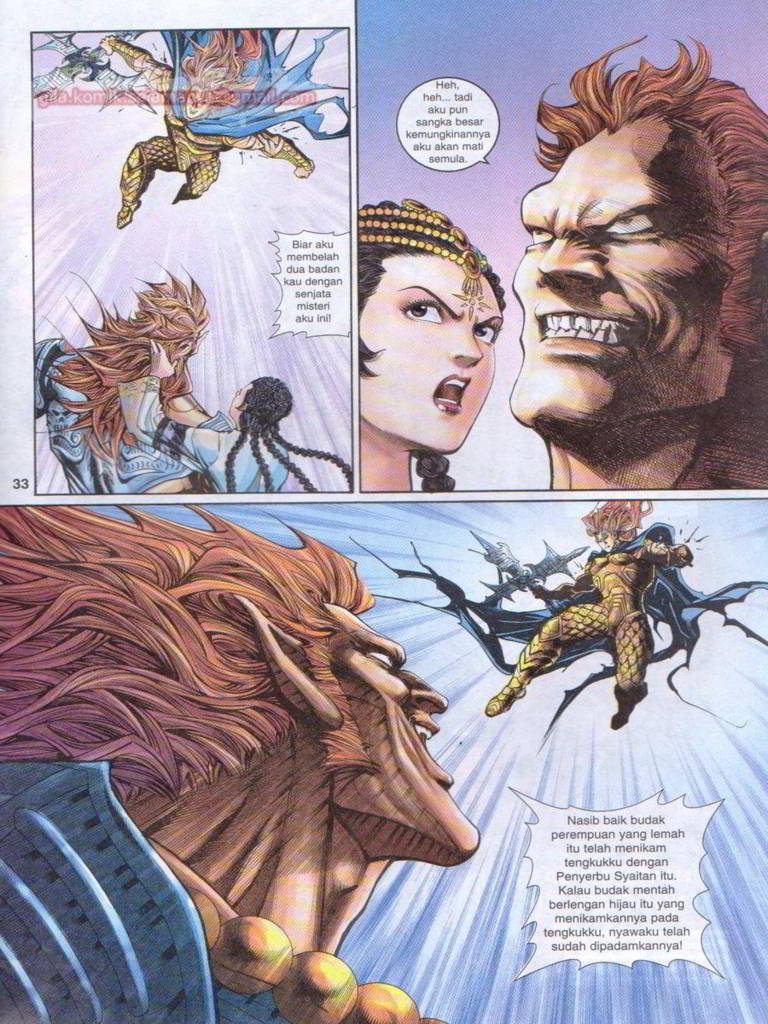 Heh,
heh... tadi
aku pun
sangka besar
kemungkinannya
aku akan mati
semula.
Biar aku
membelah
dua badan
kau dengan
senjata
misteri
aku ini!
33
Nasib baik budak
perempuan yang lemah
itu telah menikam
tengkukku dengan
Penyerbu Syaitan itu.
Kalau budak mentah
berlengan hijau itu yang
menikamkannya pada
tengkukku, nyawaku telah
sudah dipadamkannya!